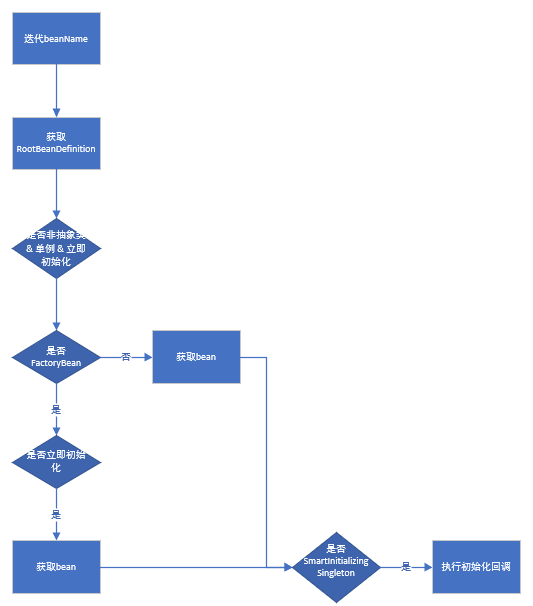 迭代beanName
获取
RootBeanDefinition
是否非抽象类
& 单例 & 立即
初始化
是否
FactoryBean
否
获取bean
是
是否立即初始
化
是
获取bean
是否
SmartInitializing
Singleton
是
执行初始化回调